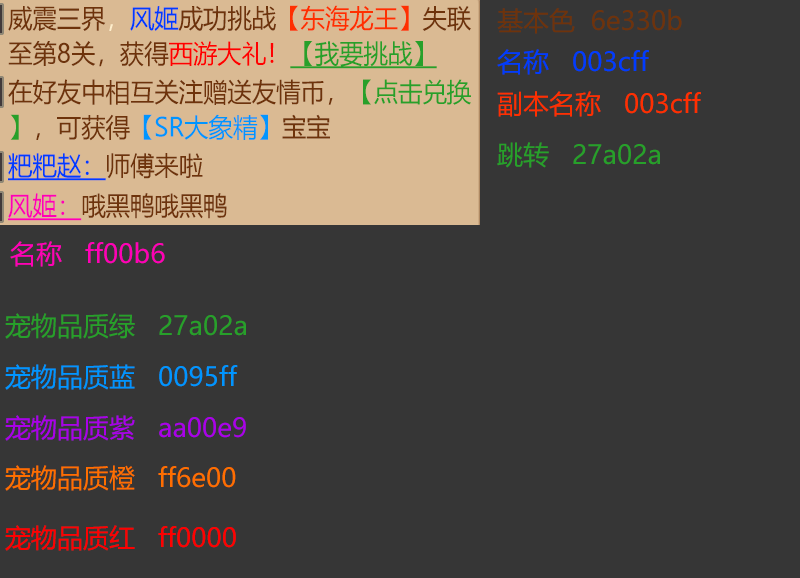 威震三界，风姬成功挑战【东海龙王】失联
至第8关，获得西游大礼！【我要挑战】
在好友中相互关注赠送友情币，【点击兑换
】，可获得【SR大象精】宝宝
粑粑赵：师傅来啦
风姬：哦黑鸭哦黑鸭
基本色 6e330b
名称 003cff
副本名称 003cff
跳转 27a02a
名称 ff00b6
宠物品质绿 27a02a
宠物品质蓝 0095ff
宠物品质紫 aa00e9
宠物品质橙 ff6e00
宠物品质红 ff0000